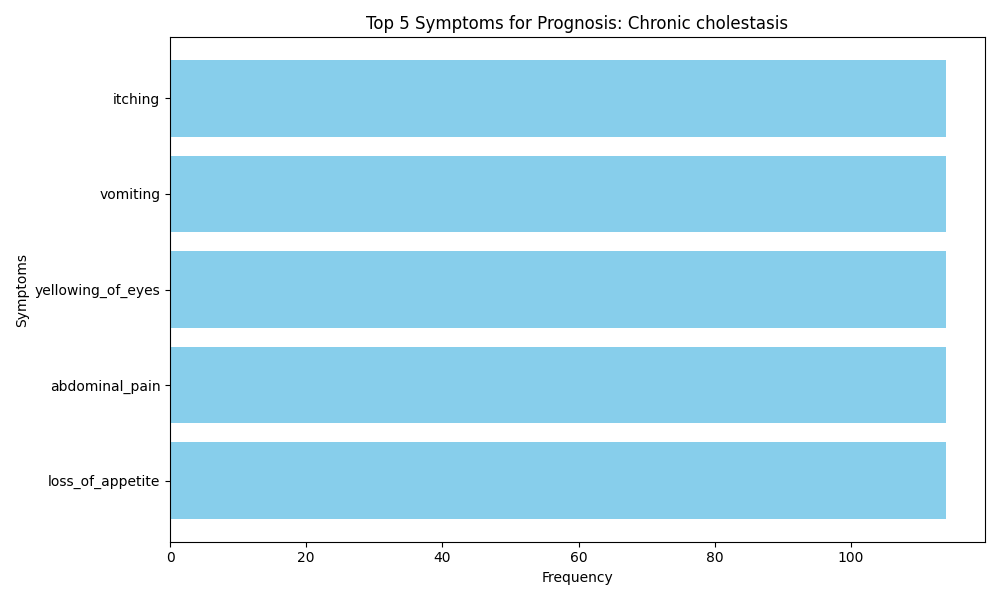 Top 5 Symptoms for Prognosis: Chronic cholestasis
Symptoms
itching
vomiting
yellowing_of_eyes
abdominal_pain
loss_of_appetite
0 20 40 60 80 100
Frequency